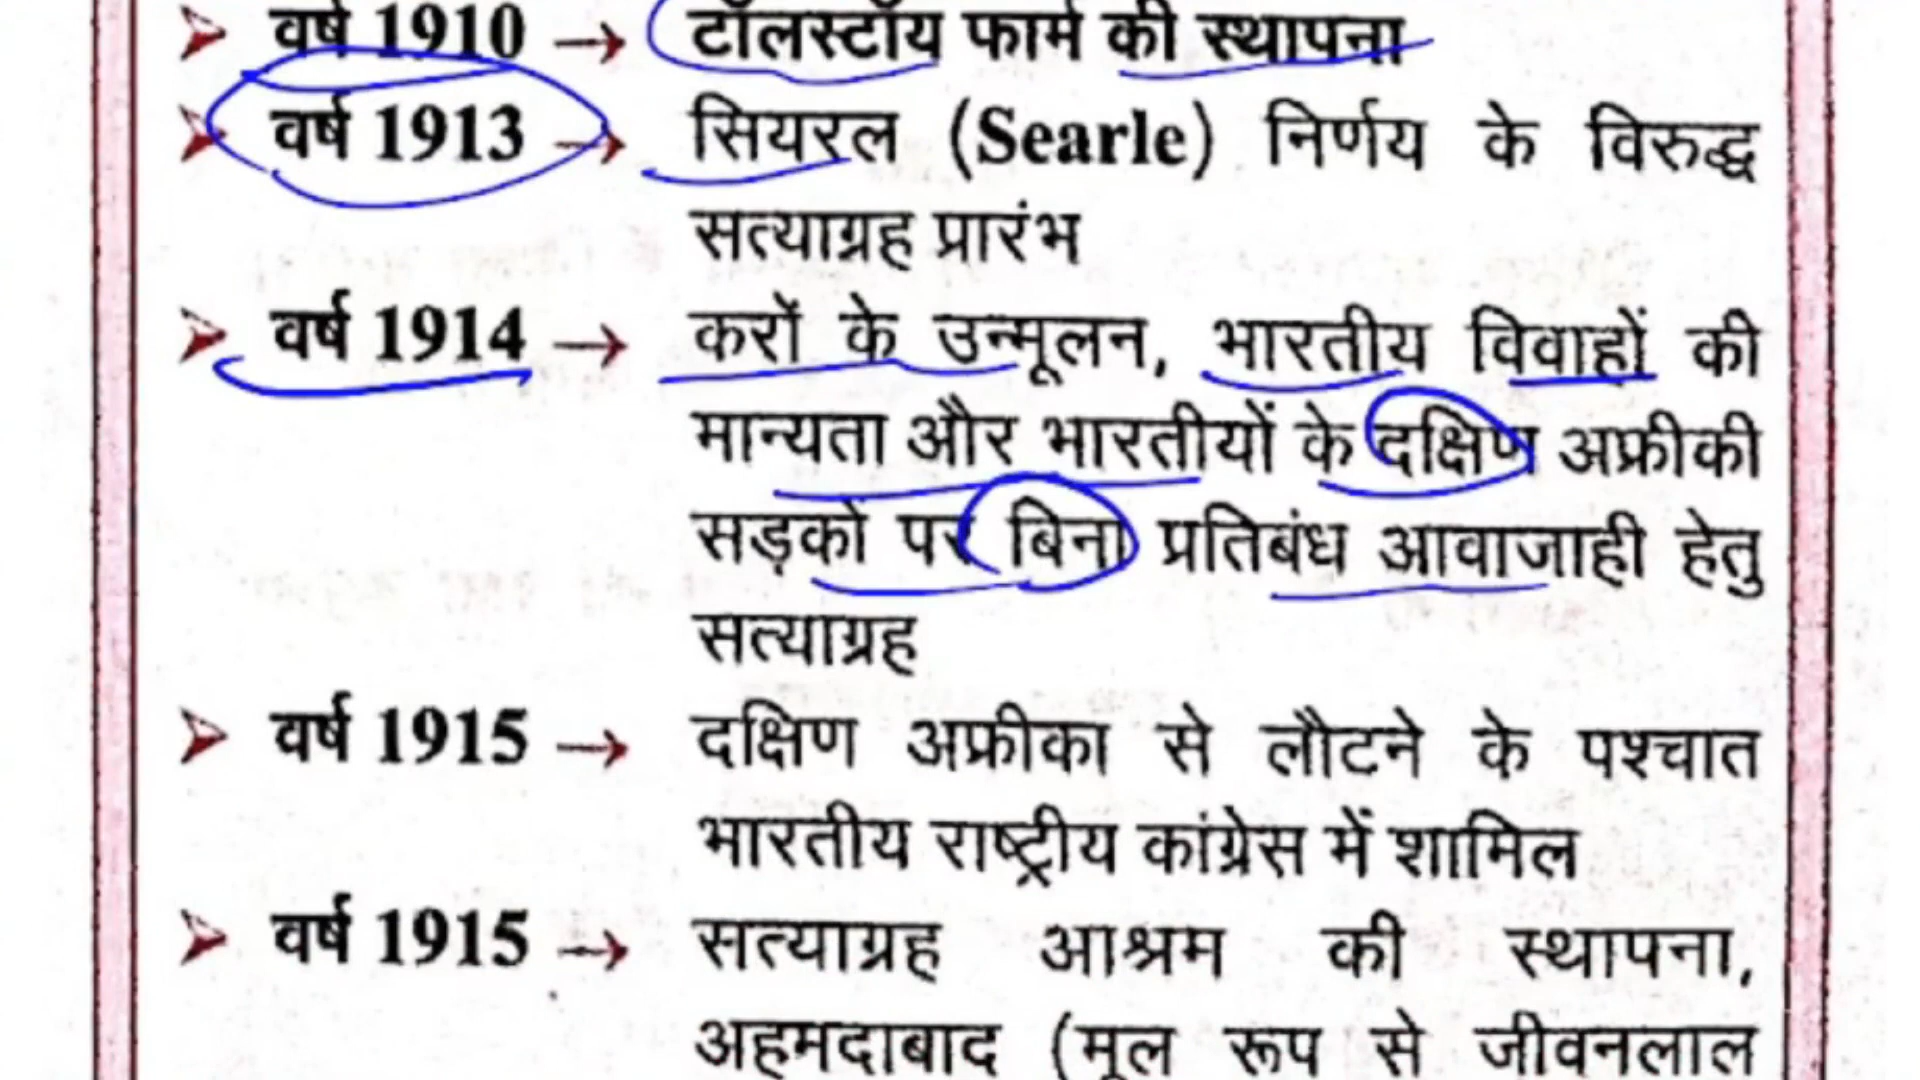 ➤ वर्ष 1910 → टॉलस्टॉय फार्म की स्थापना
➤ वर्ष 1913 → सियरल (Searle) निर्णय के विरुद्ध
सत्याग्रह प्रारंभ
➤ वर्ष 1914 → करों के उन्मूलन, भारतीय विवाहों की
मान्यता और भारतीयों के दक्षिण अफ्रीकी
सड़कों पर बिना प्रतिबंध आवाजाही हेतु
सत्याग्रह
➤ वर्ष 1915 → दक्षिण अफ्रीका से लौटने के पश्चात
भारतीय राष्ट्रीय कांग्रेस में शामिल
➤ वर्ष 1915 → सत्याग्रह आश्रम की स्थापना,
अहमदाबाद (मूल रूप से जीवनलाल